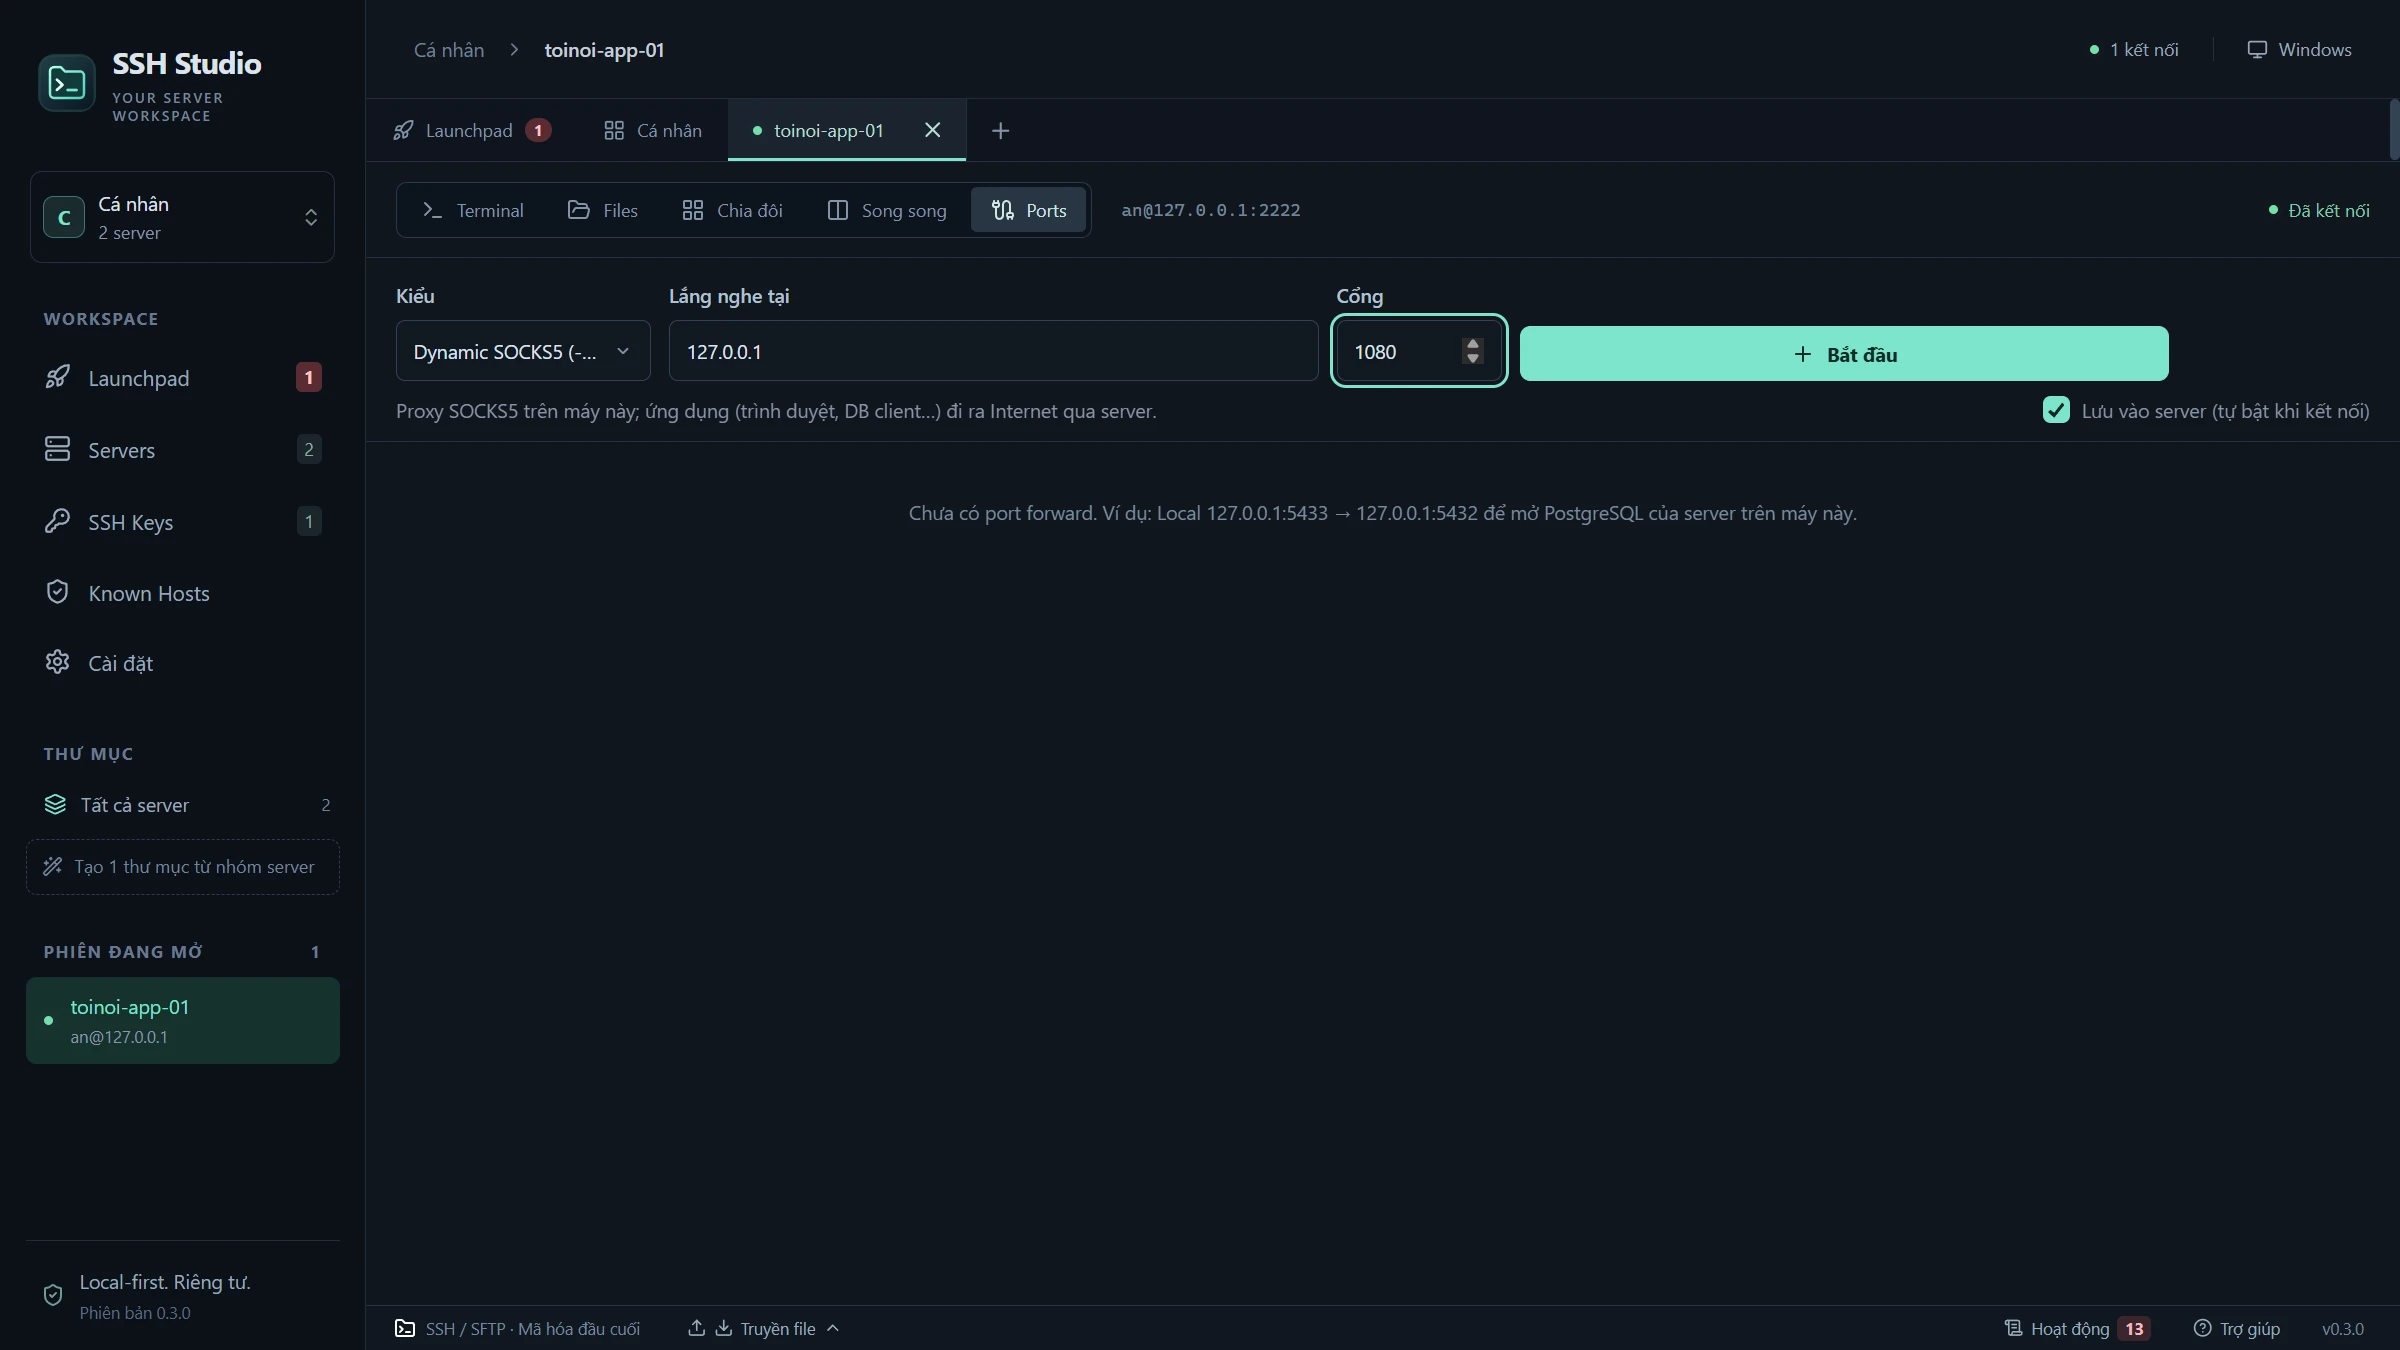 SSH Studio
YOUR SERVER
WORKSPACE
C
Cá nhân
2 server
WORKSPACE
Launchpad 1
Servers 2
SSH Keys 1
Known Hosts
Cài đặt
THƯ MỤC
Tất cả server 2
Tạo 1 thư mục từ nhóm server
PHIÊN ĐANG MỞ 1
toinoi-app-01
an@127.0.0.1
Local-first. Riêng tư.
Phiên bản 0.3.0
Cá nhân > toinoi-app-01
1 kết nối
Windows
Launchpad 1
Cá nhân
toinoi-app-01
Terminal
Files
Chia đôi
Song song
Ports
an@127.0.0.1:2222
Đã kết nối
Kiểu
Lắng nghe tại
Cổng
Dynamic SOCKS5 (-...
127.0.0.1
1080
+ Bắt đầu
Proxy SOCKS5 trên máy này; ứng dụng (trình duyệt, DB client…) đi ra Internet qua server.
Lưu vào server (tự bật khi kết nối)
Chưa có port forward. Ví dụ: Local 127.0.0.1:5433 → 127.0.0.1:5432 để mở PostgreSQL của server trên máy này.
SSH / SFTP · Mã hóa đầu cuối
Truyền file
Hoạt động 13
Trợ giúp
v0.3.0